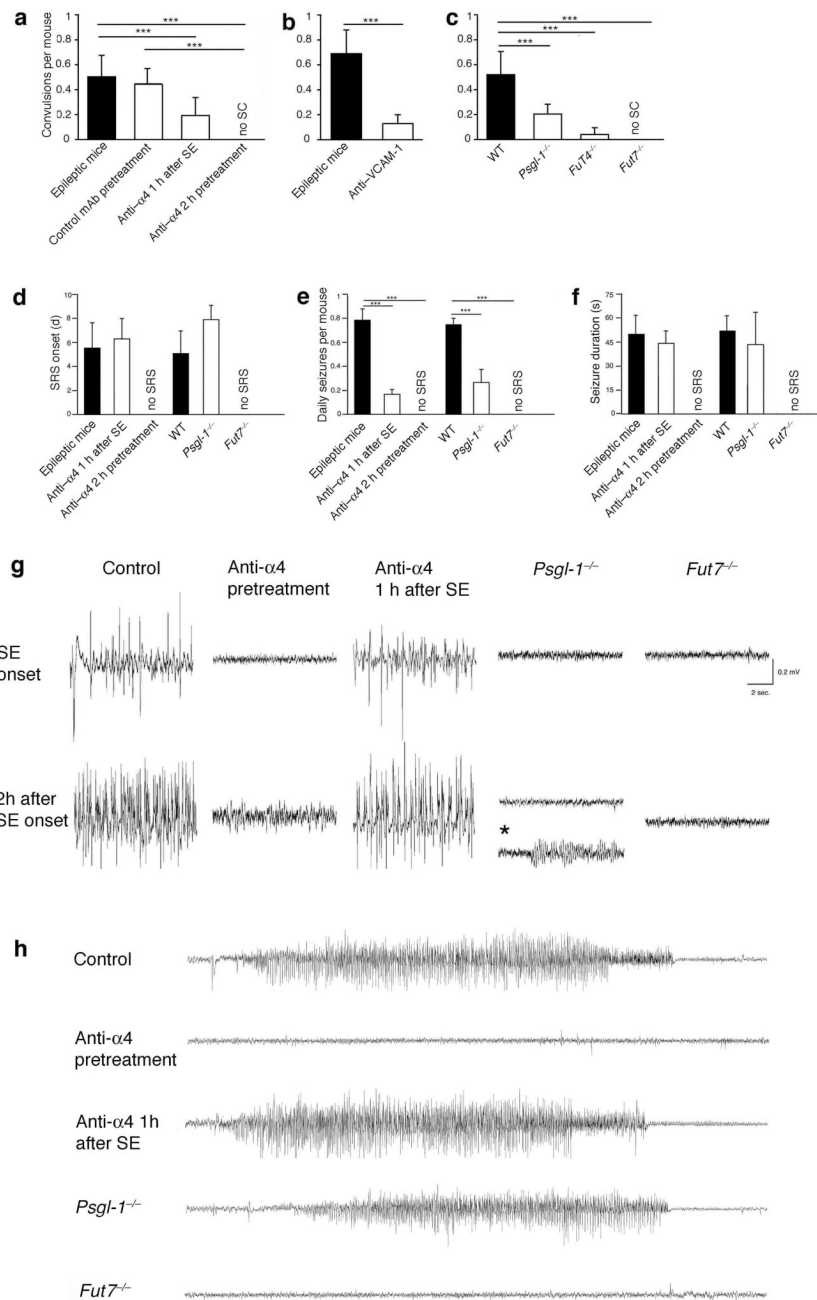 a
Convulsions per mouse
1
0.8
0.6
0.4
0.2
0
***
***
***
no SC
Epileptic mice
Control mAb pretreatment
Anti–α4 1 h after SE
Anti–α4 2 h pretreatment
b
1
0.8
0.6
0.4
0.2
0
***
Epileptic mice
Anti–VCAM-1
c
1
0.8
0.6
0.4
0.2
0
***
***
***
no SC
WT
Psgl-1–/–
FuT4–/–
Fut7–/–
d
SRS onset (d)
10
8
6
4
2
0
no SRS
no SRS
Epileptic mice
Anti–α4 1 h after SE
Anti–α4 2 h pretreatment
WT
Psgl-1–/–
Fut7–/–
e
Daily seizures per mouse
1
0.8
0.6
0.4
0.2
0
***
***
***
***
no SRS
no SRS
Epileptic mice
Anti–α4 1 h after SE
Anti–α4 2 h pretreatment
WT
Psgl-1–/–
Fut7–/–
f
Seizure duration (s)
75
60
45
30
15
0
no SRS
no SRS
Epileptic mice
Anti–α4 1 h after SE
Anti–α4 2 h pretreatment
WT
Psgl-1–/–
Fut7–/–
g
Control
Anti-α4
pretreatment
Anti-α4
1 h after SE
Psgl-1–/–
Fut7–/–
SE
onset
0.2 mV
2 sec.
2h after
SE onset
*
h
Control
Anti-α4
pretreatment
Anti-α4 1h
after SE
Psgl-1–/–
Fut7–/–